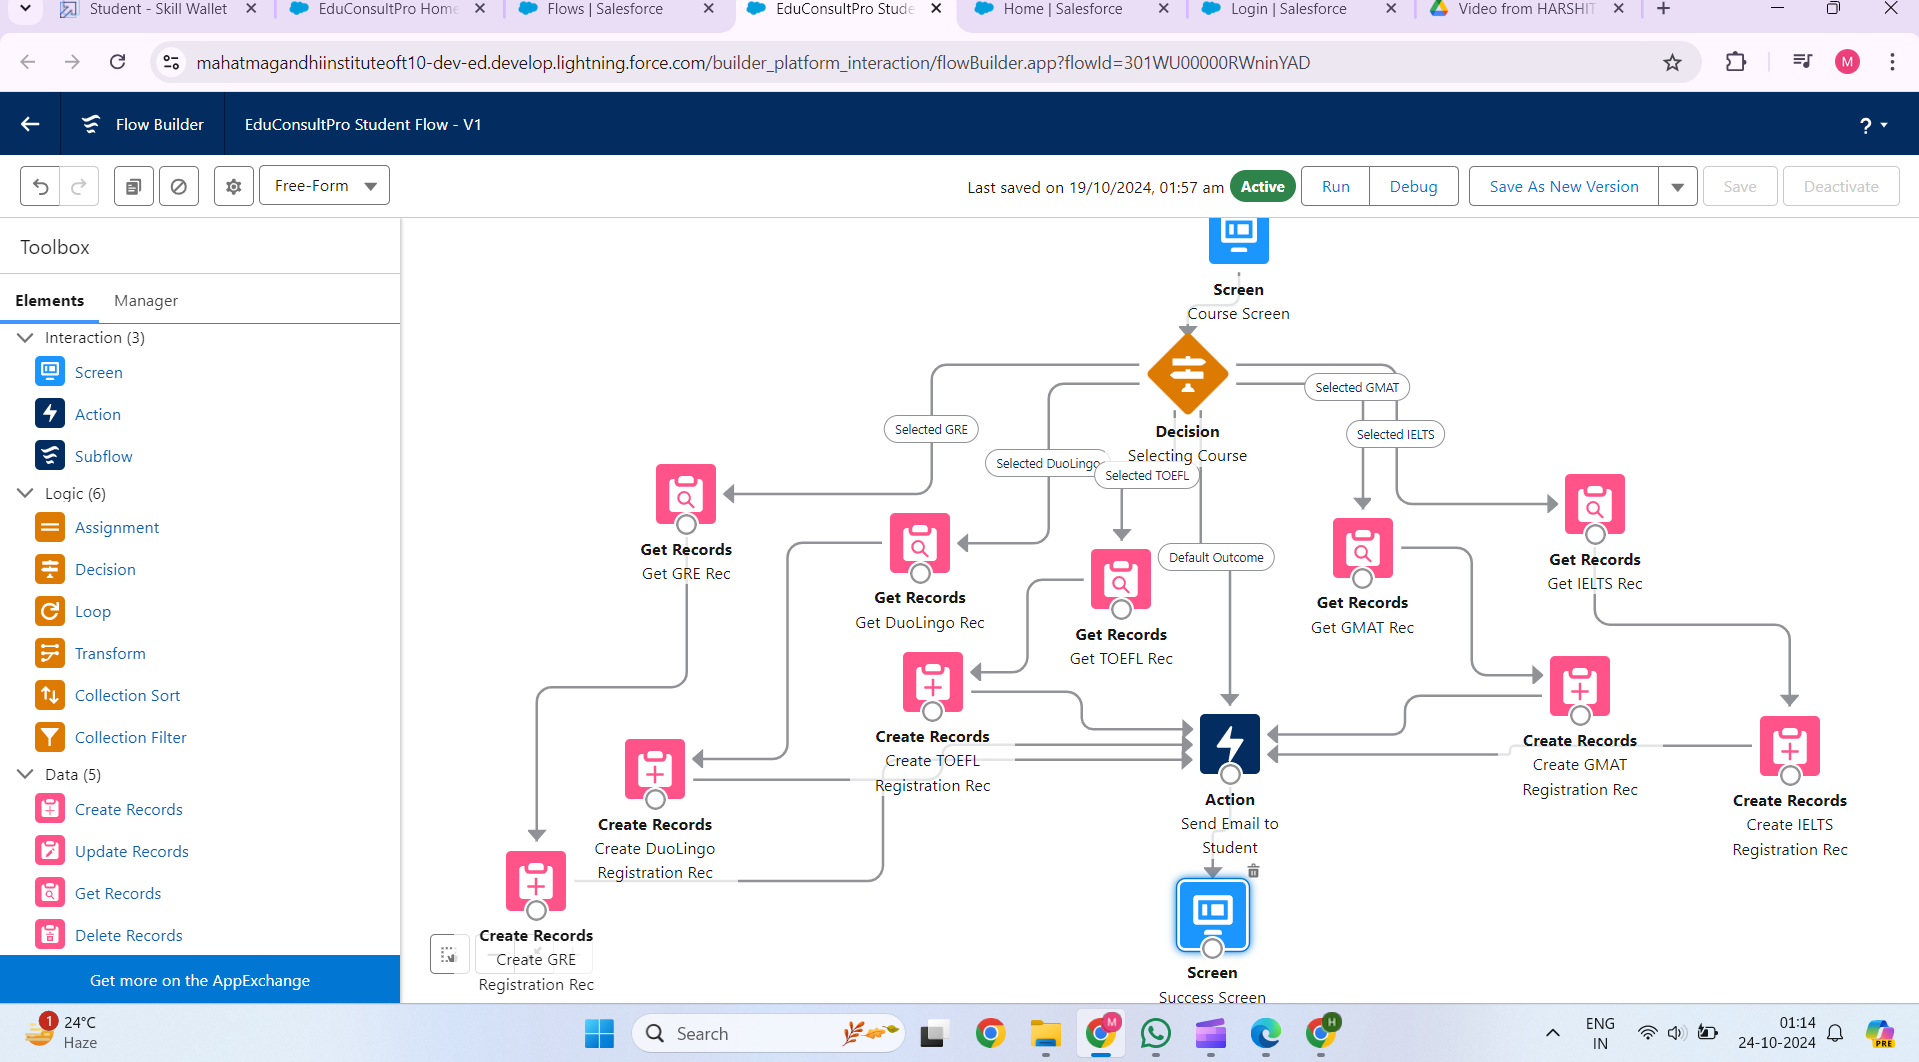 Student - Skill Wallet
EduConsultPro Home
Flows | Salesforce
EduConsultPro Stude
Home | Salesforce
Login | Salesforce
Video from HARSHIT
mahatmagandhiinstituteoft10-dev-ed.develop.lightning.force.com/builder_platform_interaction/flowBuilder.app?flowId=301WU00000RWninYAD
M
Flow Builder
EduConsultPro Student Flow - V1
?
Free-Form
Last saved on 19/10/2024, 01:57 am
Active
Run
Debug
Save As New Version
Save
Deactivate
Toolbox
Elements
Manager
Interaction (3)
Screen
Action
Subflow
Logic (6)
Assignment
Decision
Loop
Transform
Collection Sort
Collection Filter
Data (5)
Create Records
Update Records
Get Records
Delete Records
Get more on the AppExchange
Screen
Course Screen
Decision
Selecting Course
Selected GRE
Selected DuoLingo
Selected TOEFL
Selected GMAT
Selected IELTS
Default Outcome
Get Records
Get GRE Rec
Get Records
Get DuoLingo Rec
Get Records
Get TOEFL Rec
Get Records
Get GMAT Rec
Get Records
Get IELTS Rec
Create Records
Create TOEFL
Registration Rec
Create Records
Create GMAT
Registration Rec
Create Records
Create DuoLingo
Registration Rec
Create Records
Create IELTS
Registration Rec
Action
Send Email to
Student
Create Records
Create GRE
Registration Rec
Screen
Success Screen
1
24°C
Haze
Search
M
H
ENG
IN
01:14
24-10-2024
PRE